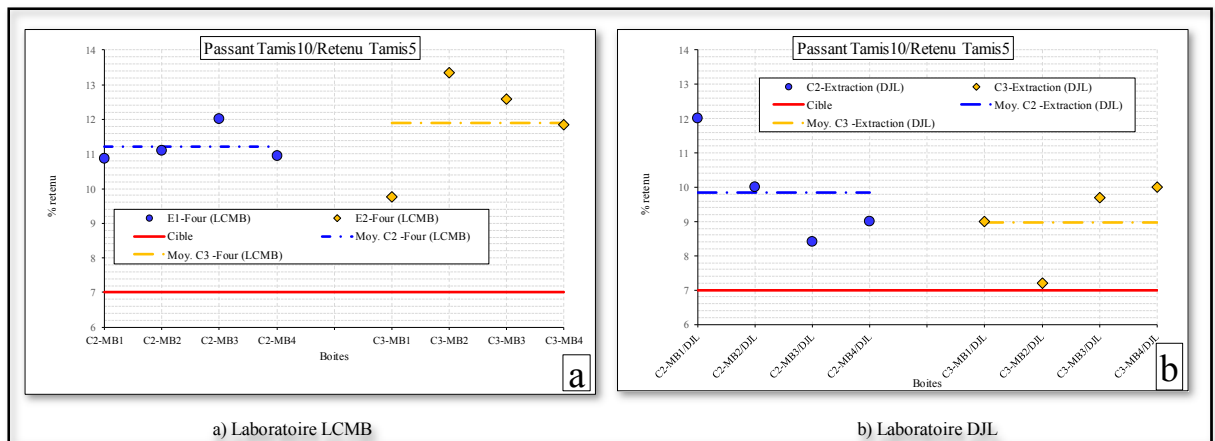 Passant Tamis10/Retenu Tamis5
14
13
12
11
10
9
8
7
6
% retenu
E1-Four (LCMB)
E2-Four (LCMB)
Cible
Moy. C2 -Four (LCMB)
Moy. C3 -Four (LCMB)
C2-MB1
C2-MB2
C2-MB3
C2-MB4
C3-MB1
C3-MB2
C3-MB3
C3-MB4
Boites
a
Passant Tamis10/Retenu Tamis5
14
13
12
11
10
9
8
7
6
% retenu
C2-Extraction (DJL)
C3-Extraction (DJL)
Cible
Moy. C2 -Extraction (DJL)
Moy. C3 -Extraction (DJL)
C2-MB1/DJL
C2-MB2/DJL
C2-MB3/DJL
C2-MB4/DJL
C3-MB1/DJL
C3-MB2/DJL
C3-MB3/DJL
C3-MB4/DJL
Boites
b
a) Laboratoire LCMB
b) Laboratoire DJL